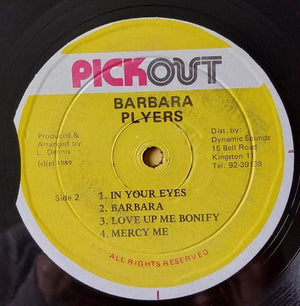 PICKOUT
BARBARA
PLYERS
Produced &
Arranged by:
L. Dennis
(c)(p) 1989
Dist. by:
Dynamic Sounds
15 Bell Road
Kingston 11
Tel: 92-39138
Side 2
1. IN YOUR EYES
2. BARBARA
3. LOVE UP ME BONIFY
4. MERCY ME
ALL RIGHTS RESERVED